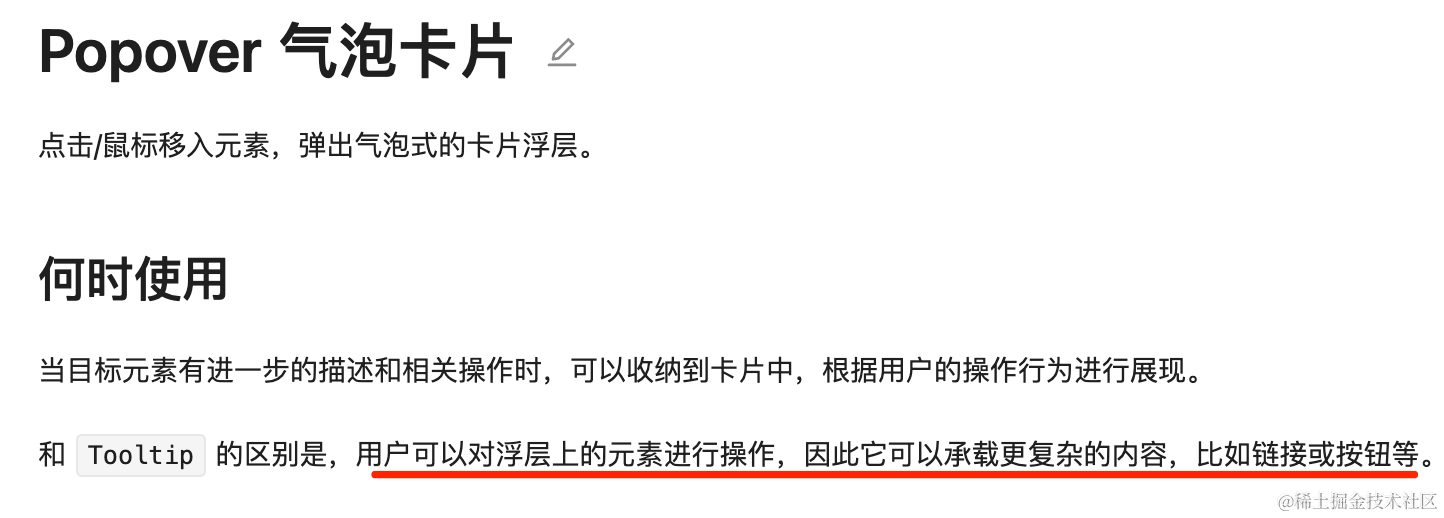 Popover 气泡卡片
点击/鼠标移入元素，弹出气泡式的卡片浮层。
何时使用
当目标元素有进一步的描述和相关操作时，可以收纳到卡片中，根据用户的操作行为进行展现。
和 Tooltip 的区别是，用户可以对浮层上的元素进行操作，因此它可以承载更复杂的内容，比如链接或按钮等。
@稀土掘金技术社区